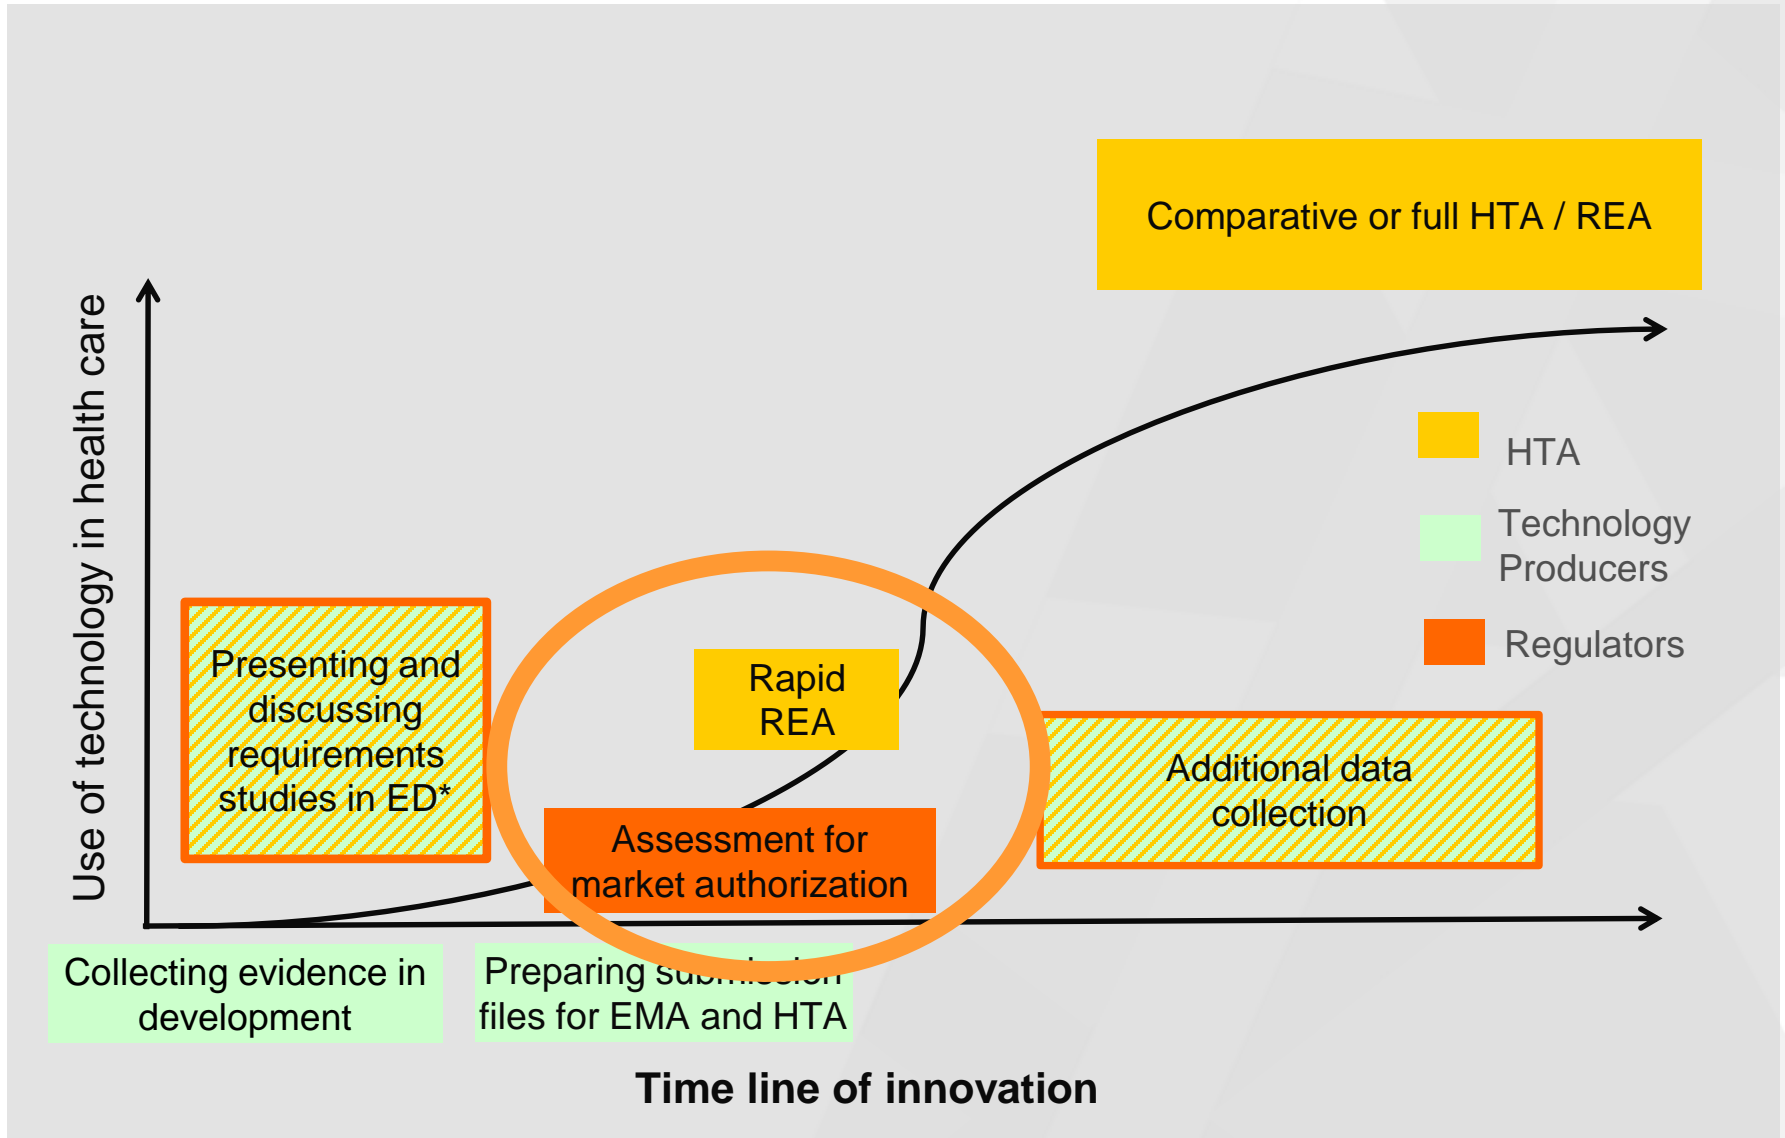 Comparative or full HTA / REA
Use of technology in health care
HTA
Technology
Producers
Regulators
Presenting and
discussing
requirements
studies in ED*
Rapid
REA
Additional data
collection
Assessment for
market authorization
Collecting evidence in
development
Preparing submission
files for EMA and HTA
Time line of innovation